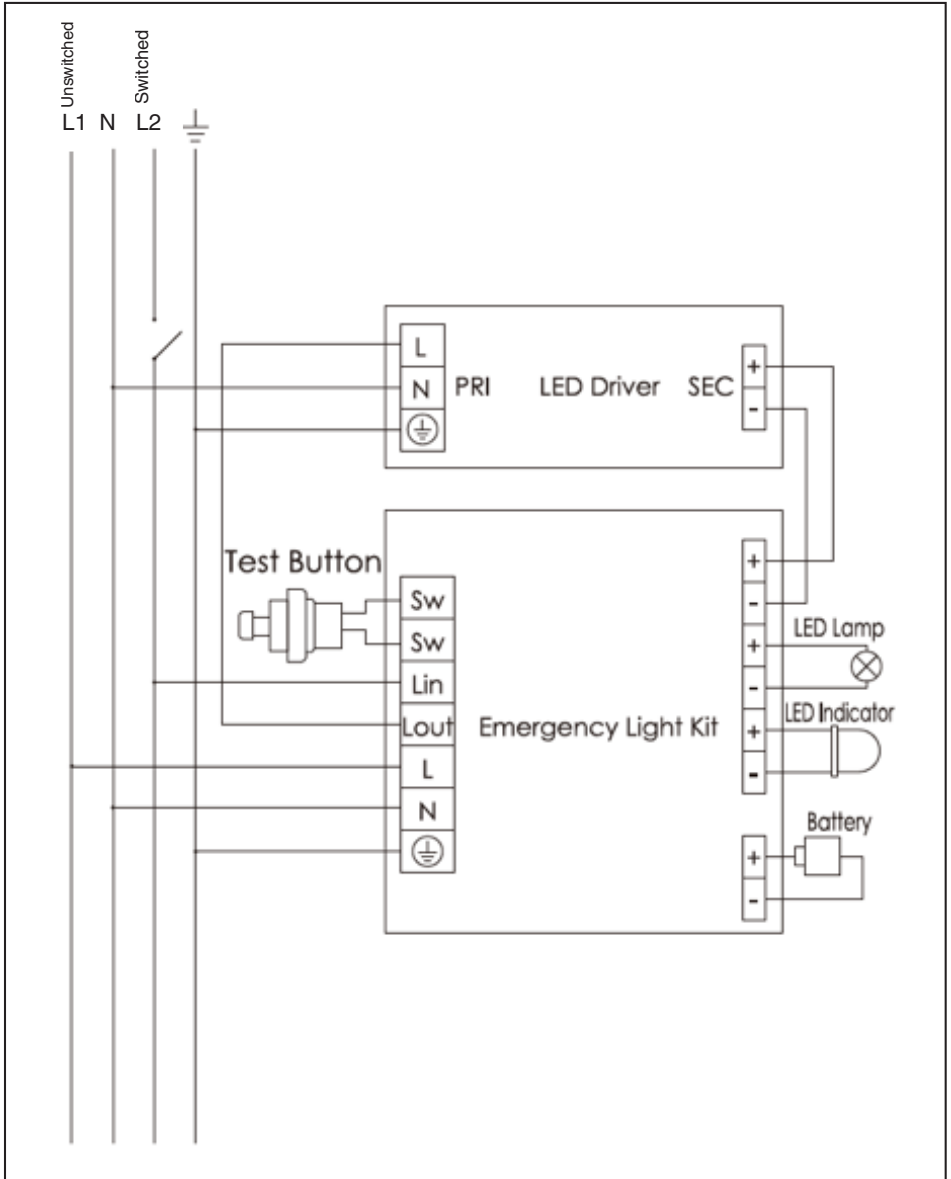 Unswitched
Switched
L1 N L2
L
N PRI LED Driver SEC
+
-
Test Button
Sw
Sw
Lin
Lout
L
N
Emergency Light Kit
+
-
+
-
+
-
LED Lamp
LED Indicator
Battery
+
-